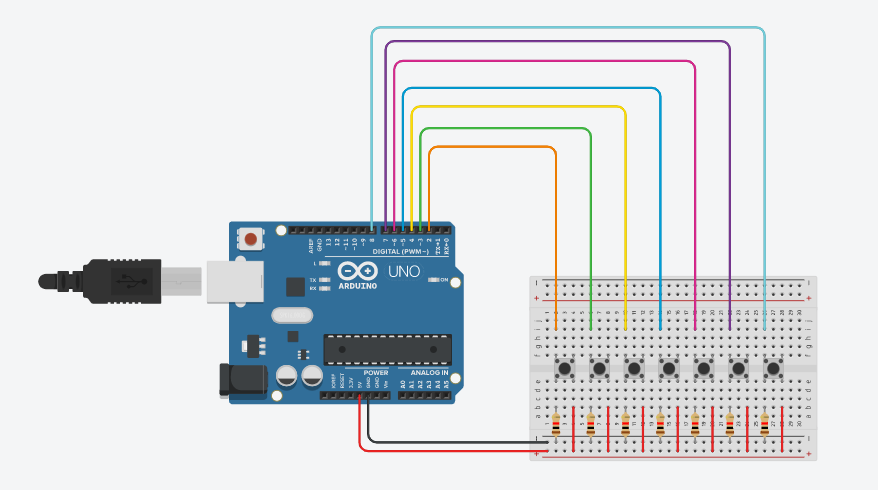 AREF
GND
13
12
~11
~10
~9
8
7
~6
~5
4
~3
2
TX→1
RX←0
DIGITAL (PWM~)
L
TX
RX
UNO
ARDUINO
ON
POWER
ANALOG IN
IOREF
RESET
3.3V
5V
GND
GND
Vin
A0
A1
A2
A3
A4
A5
j
i
h
g
f
e
d
c
b
a